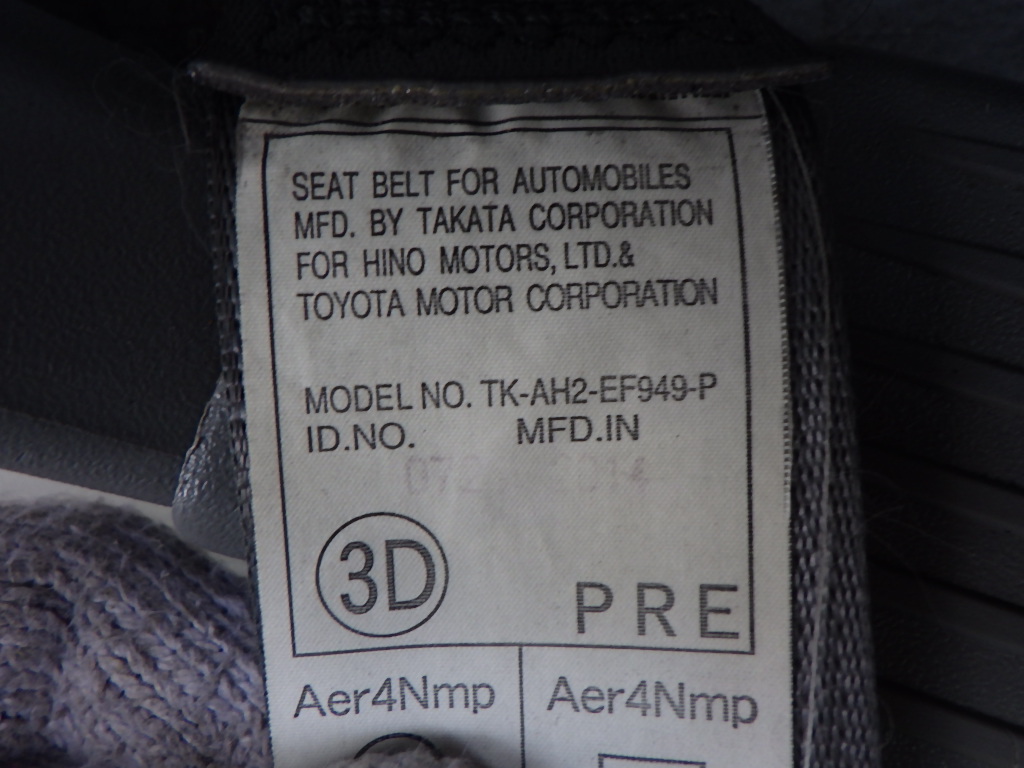 SEAT BELT FOR AUTOMOBILES
MFD. BY TAKATA CORPORATION
FOR HINO MOTORS, LTD.&
TOYOTA MOTOR CORPORATION
MODEL NO. TK-AH2-EF949-P
ID.NO. MFD.IN
3D
PRE
Aer4Nmp Aer4Nmp